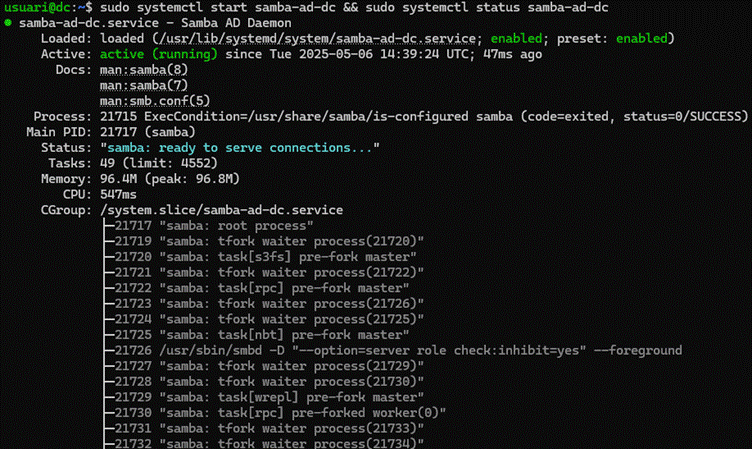 usuari@dc:~$ sudo systemctl start samba-ad-dc && sudo systemctl status samba-ad-dc
● samba-ad-dc.service - Samba AD Daemon
Loaded: loaded (/usr/lib/systemd/system/samba-ad-dc.service; enabled; preset: enabled)
Active: active (running) since Tue 2025-05-06 14:39:24 UTC; 47ms ago
Docs: man:samba(8)
man:samba(7)
man:smb.conf(5)
Process: 21715 ExecCondition=/usr/share/samba/is-configured samba (code=exited, status=0/SUCCESS)
Main PID: 21717 (samba)
Status: "samba: ready to serve connections..."
Tasks: 49 (limit: 4552)
Memory: 96.4M (peak: 96.8M)
CPU: 547ms
CGroup: /system.slice/samba-ad-dc.service
├─21717 "samba: root process"
├─21719 "samba: tfork waiter process(21720)"
├─21720 "samba: task[s3fs] pre-fork master"
├─21721 "samba: tfork waiter process(21722)"
├─21722 "samba: task[rpc] pre-fork master"
├─21723 "samba: tfork waiter process(21726)"
├─21724 "samba: tfork waiter process(21725)"
├─21725 "samba: task[nbt] pre-fork master"
├─21726 /usr/sbin/smbd -D "--option=server role check:inhibit=yes" --foreground
├─21727 "samba: tfork waiter process(21729)"
├─21728 "samba: tfork waiter process(21730)"
├─21729 "samba: task[wrepl] pre-fork master"
├─21730 "samba: task[rpc] pre-forked worker(0)"
├─21731 "samba: tfork waiter process(21733)"
├─21732 "samba: tfork waiter process(21734)"